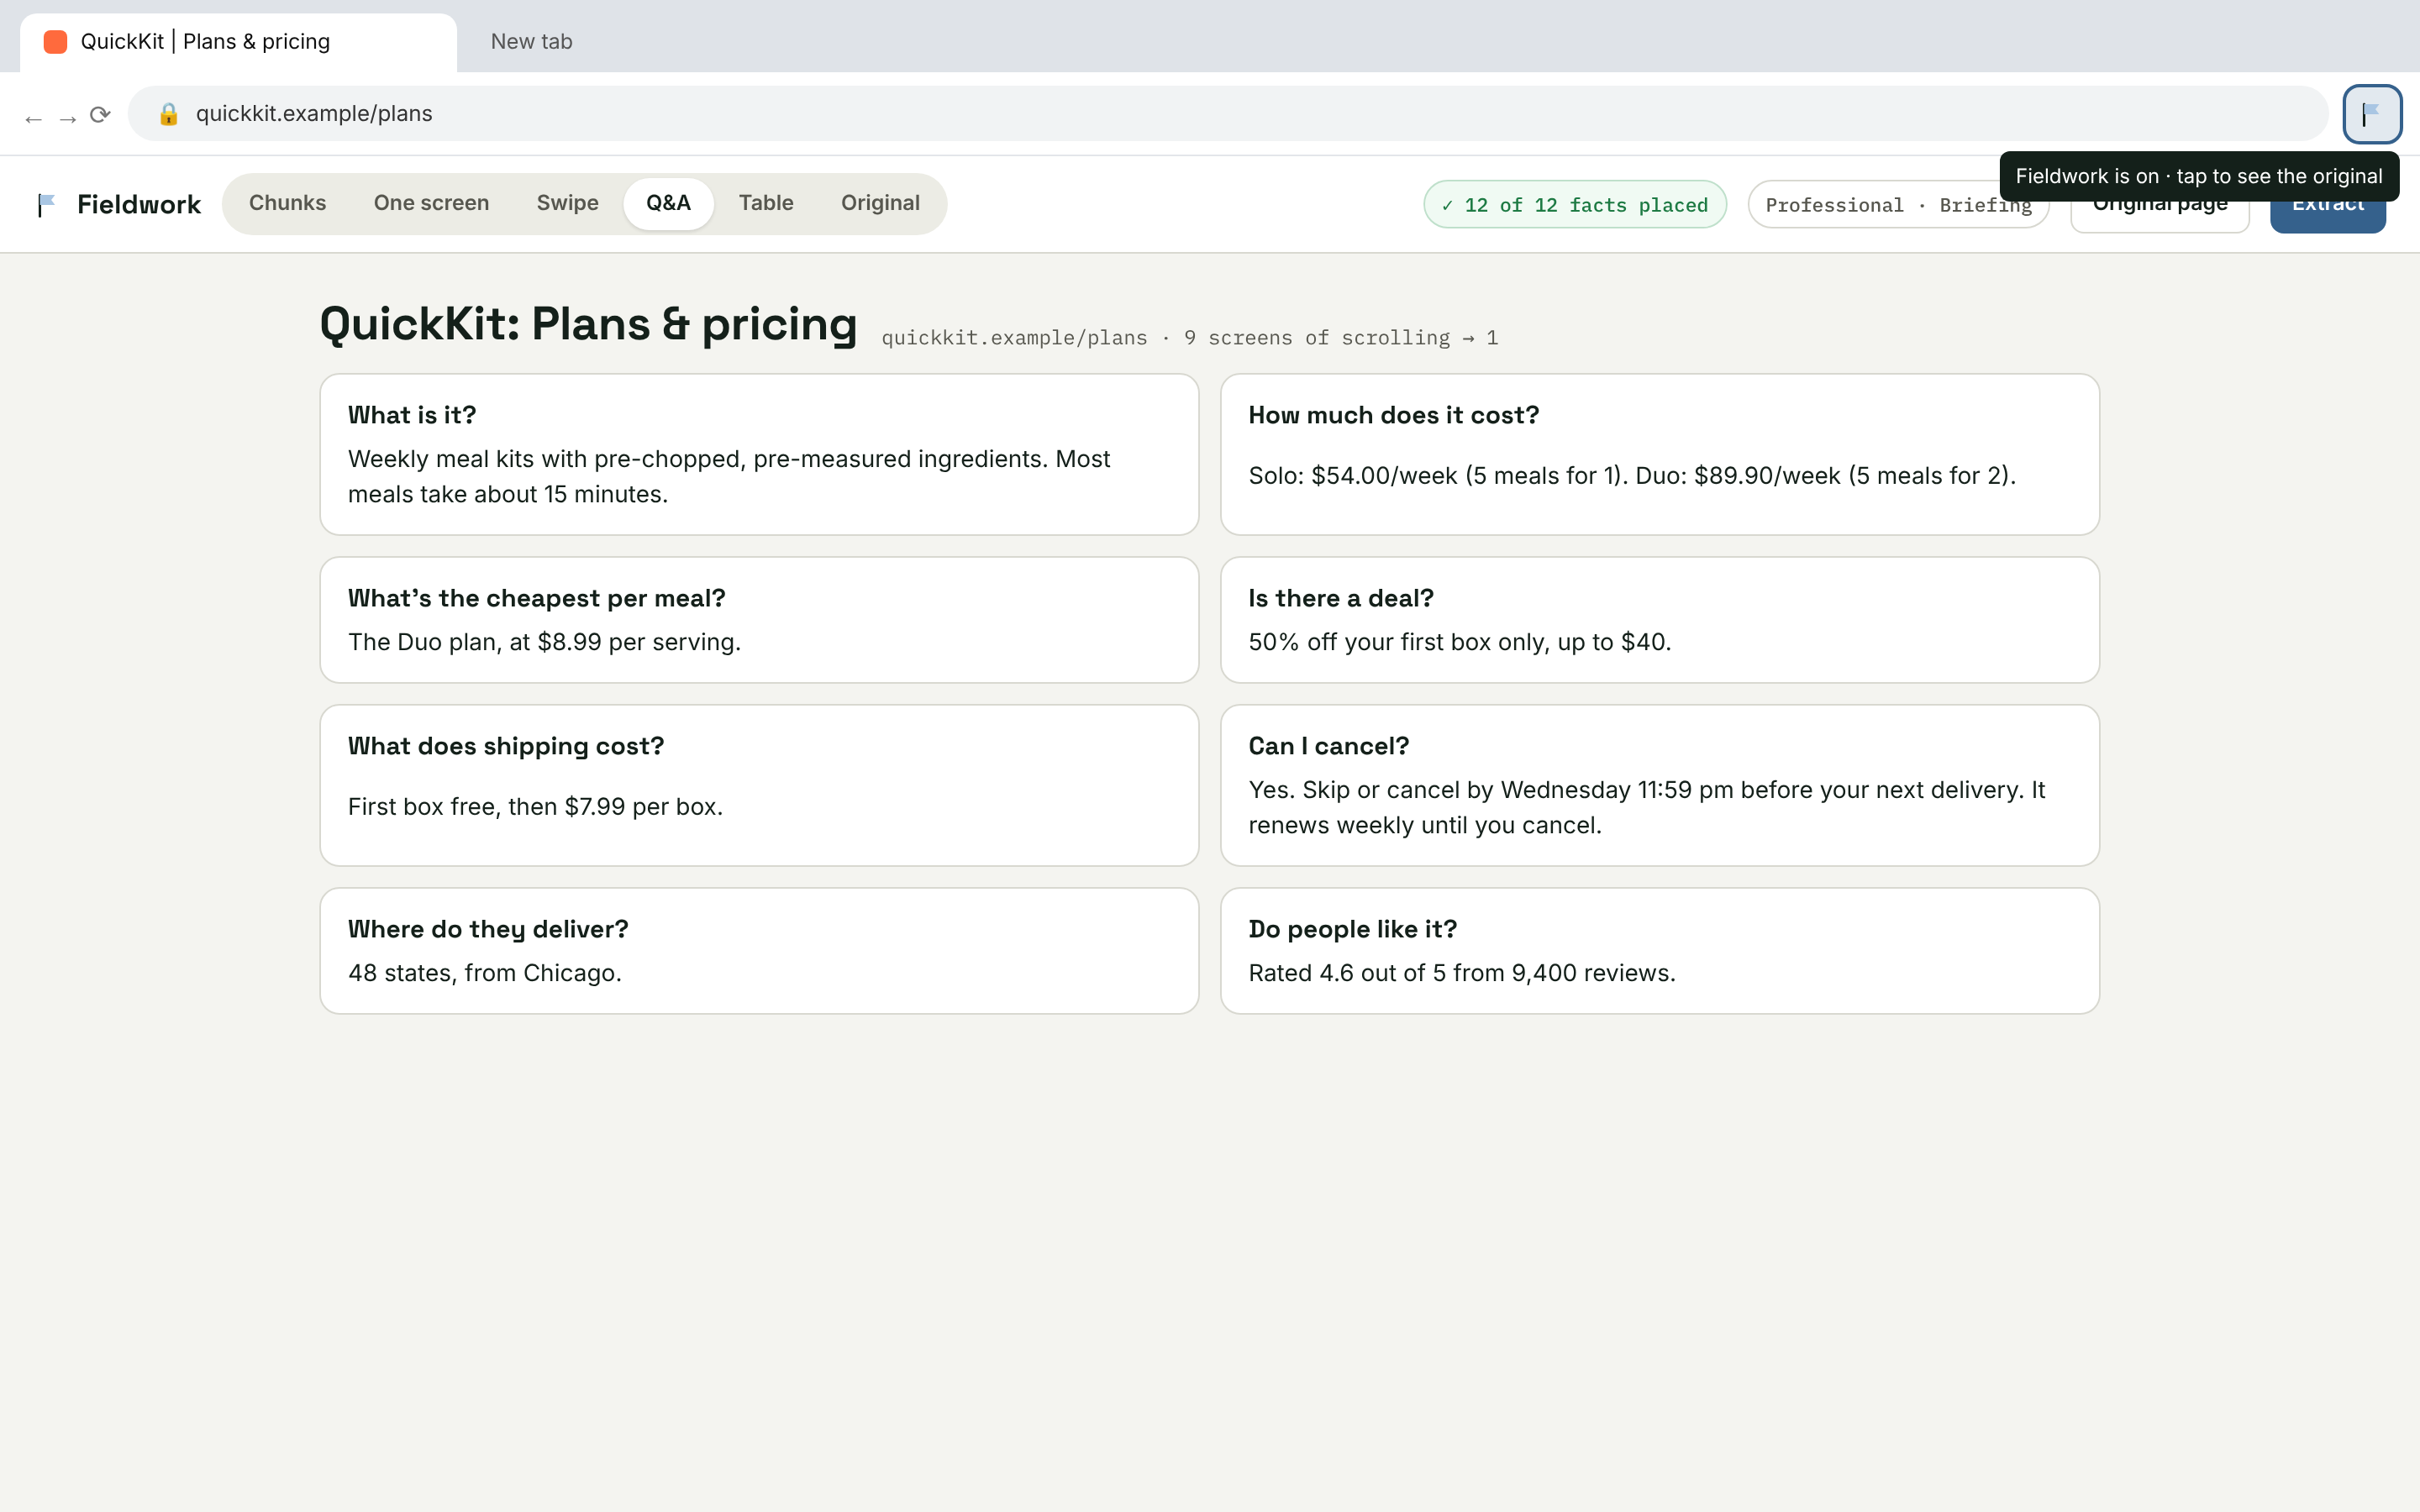 QuickKit | Plans & pricing
New tab
quickkit.example/plans
Fieldwork is on · tap to see the original
Fieldwork
Chunks
One screen
Swipe
Q&A
Table
Original
✓ 12 of 12 facts placed
Professional · Briefing
Original page
Extract
QuickKit: Plans & pricing
quickkit.example/plans · 9 screens of scrolling → 1
What is it?
Weekly meal kits with pre-chopped, pre-measured ingredients. Most
meals take about 15 minutes.
How much does it cost?
Solo: $54.00/week (5 meals for 1). Duo: $89.90/week (5 meals for 2).
What's the cheapest per meal?
The Duo plan, at $8.99 per serving.
Is there a deal?
50% off your first box only, up to $40.
What does shipping cost?
First box free, then $7.99 per box.
Can I cancel?
Yes. Skip or cancel by Wednesday 11:59 pm before your next delivery. It
renews weekly until you cancel.
Where do they deliver?
48 states, from Chicago.
Do people like it?
Rated 4.6 out of 5 from 9,400 reviews.